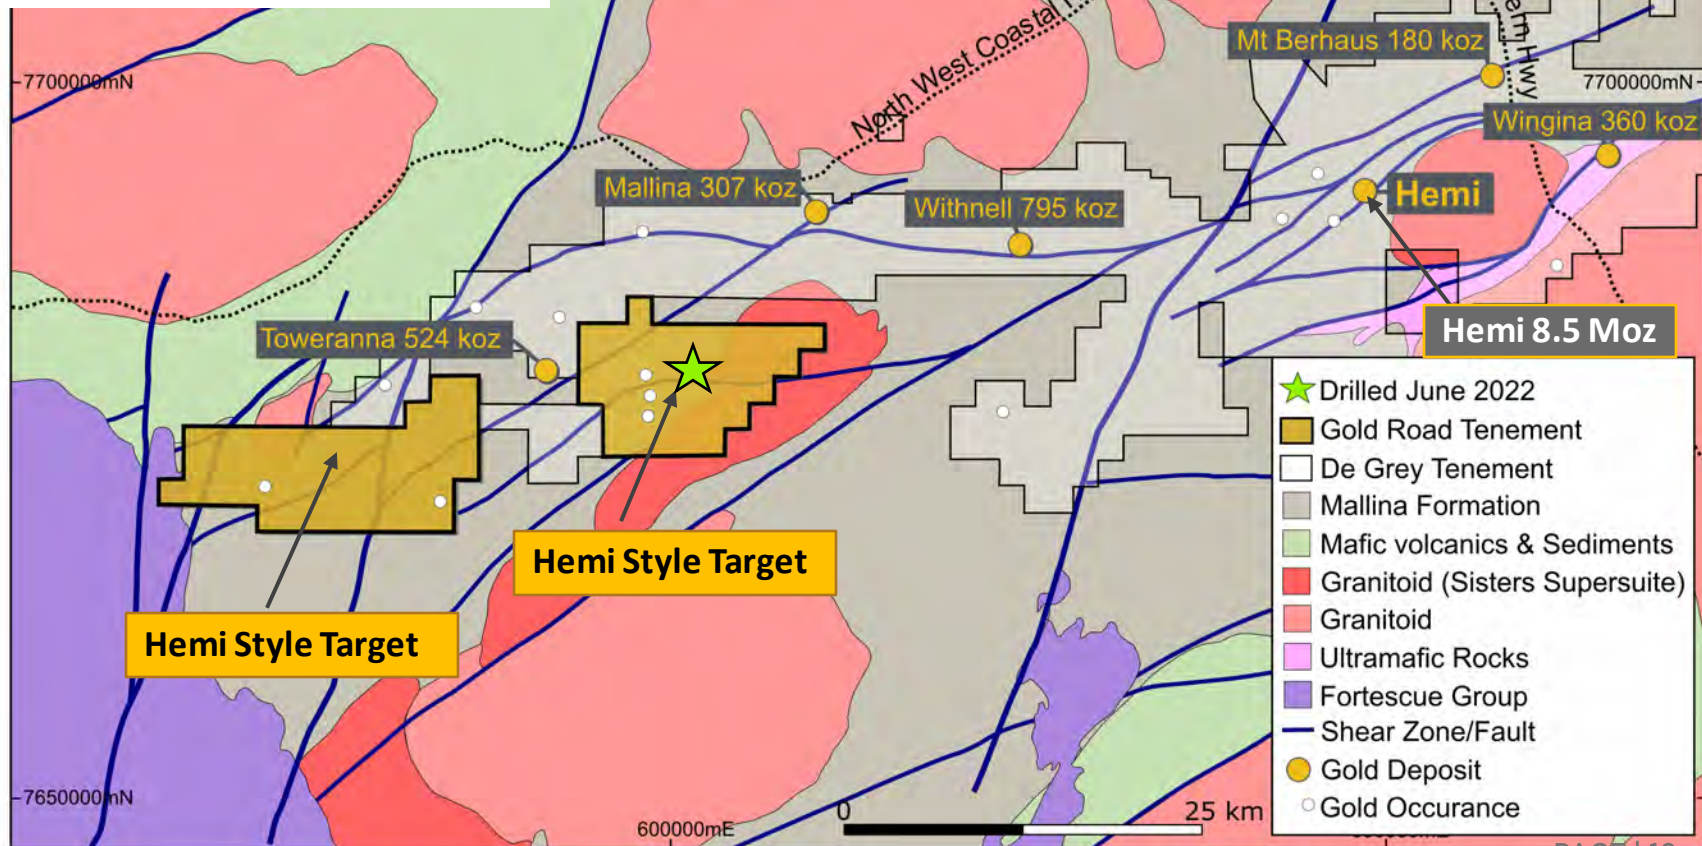 North West Coastal
ern Hwy
Mt Berhaus 180 koz
7700000mN
7700000mN
Wingina 360 koz
Mallina 307 koz
Withnell 795 koz
Hemi
Toweranna 524 koz
Hemi 8.5 Moz
Hemi Style Target
Hemi Style Target
Drilled June 2022
Gold Road Tenement
De Grey Tenement
Mallina Formation
Mafic volcanics & Sediments
Granitoid (Sisters Supersuite)
Granitoid
Ultramafic Rocks
Fortescue Group
Shear Zone/Fault
Gold Deposit
Gold Occurance
7650000mN
600000mE
0
25 km